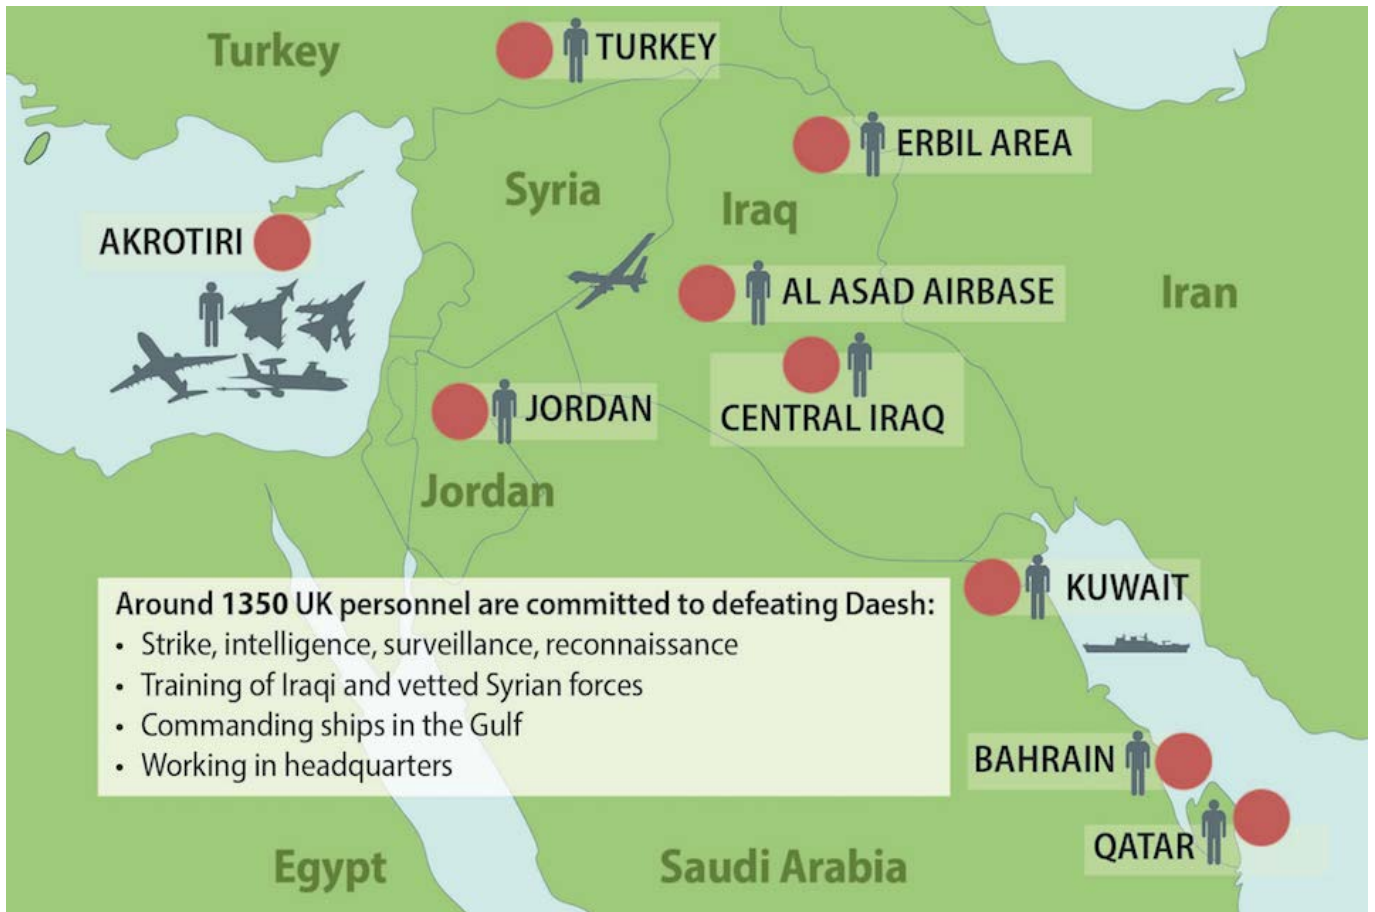 Turkey
TURKEY
ERBIL AREA
Syria
Iraq
AKROTIRI
AL ASAD AIRBASE
Iran
JORDAN
CENTRAL IRAQ
Jordan
KUWAIT
Around 1350 UK personnel are committed to defeating Daesh:
• Strike, intelligence, surveillance, reconnaissance
• Training of Iraqi and vetted Syrian forces
• Commanding ships in the Gulf
• Working in headquarters
BAHRAIN
QATAR
Egypt
Saudi Arabia